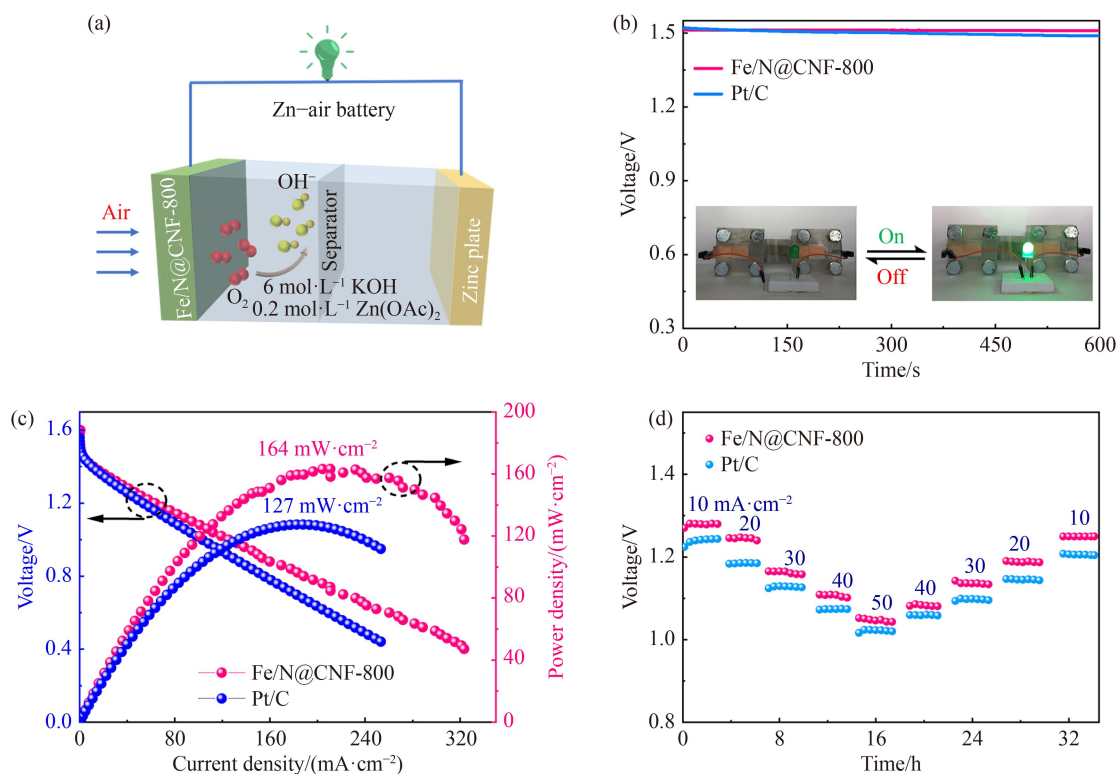 (a)
Zn−air battery
Fe/N@CNF-800
Air
OH⁻
O₂
Separator
6 mol·L⁻¹ KOH
0.2 mol·L⁻¹ Zn(OAc)₂
Zinc plate
(b)
1.5
1.2
0.9
0.6
0.3
Voltage/V
Fe/N@CNF-800
Pt/C
On
Off
0
150
300
450
600
Time/s
(c)
1.6
1.2
0.8
0.4
0.0
Voltage/V
164 mW·cm⁻²
127 mW·cm⁻²
Fe/N@CNF-800
Pt/C
200
160
120
80
40
0
Power density/(mW·cm⁻²)
0
80
160
240
320
Current density/(mA·cm⁻²)
(d)
1.4
1.2
1.0
0.8
Voltage/V
Fe/N@CNF-800
Pt/C
10 mA·cm⁻²
20
30
40
50
40
30
20
10
0
8
16
24
32
Time/h